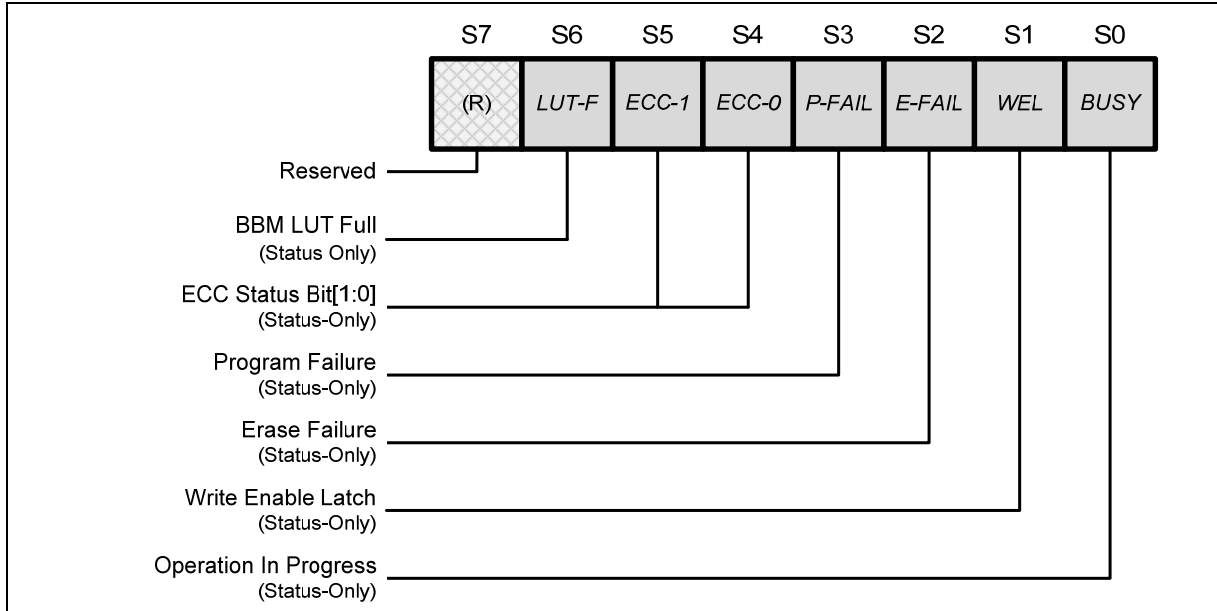 S7 S6 S5 S4 S3 S2 S1 S0
(R) LUT-F ECC-1 ECC-0 P-FAIL E-FAIL WEL BUSY
Reserved
BBM LUT Full
(Status Only)
ECC Status Bit[1:0]
(Status-Only)
Program Failure
(Status-Only)
Erase Failure
(Status-Only)
Write Enable Latch
(Status-Only)
Operation In Progress
(Status-Only)